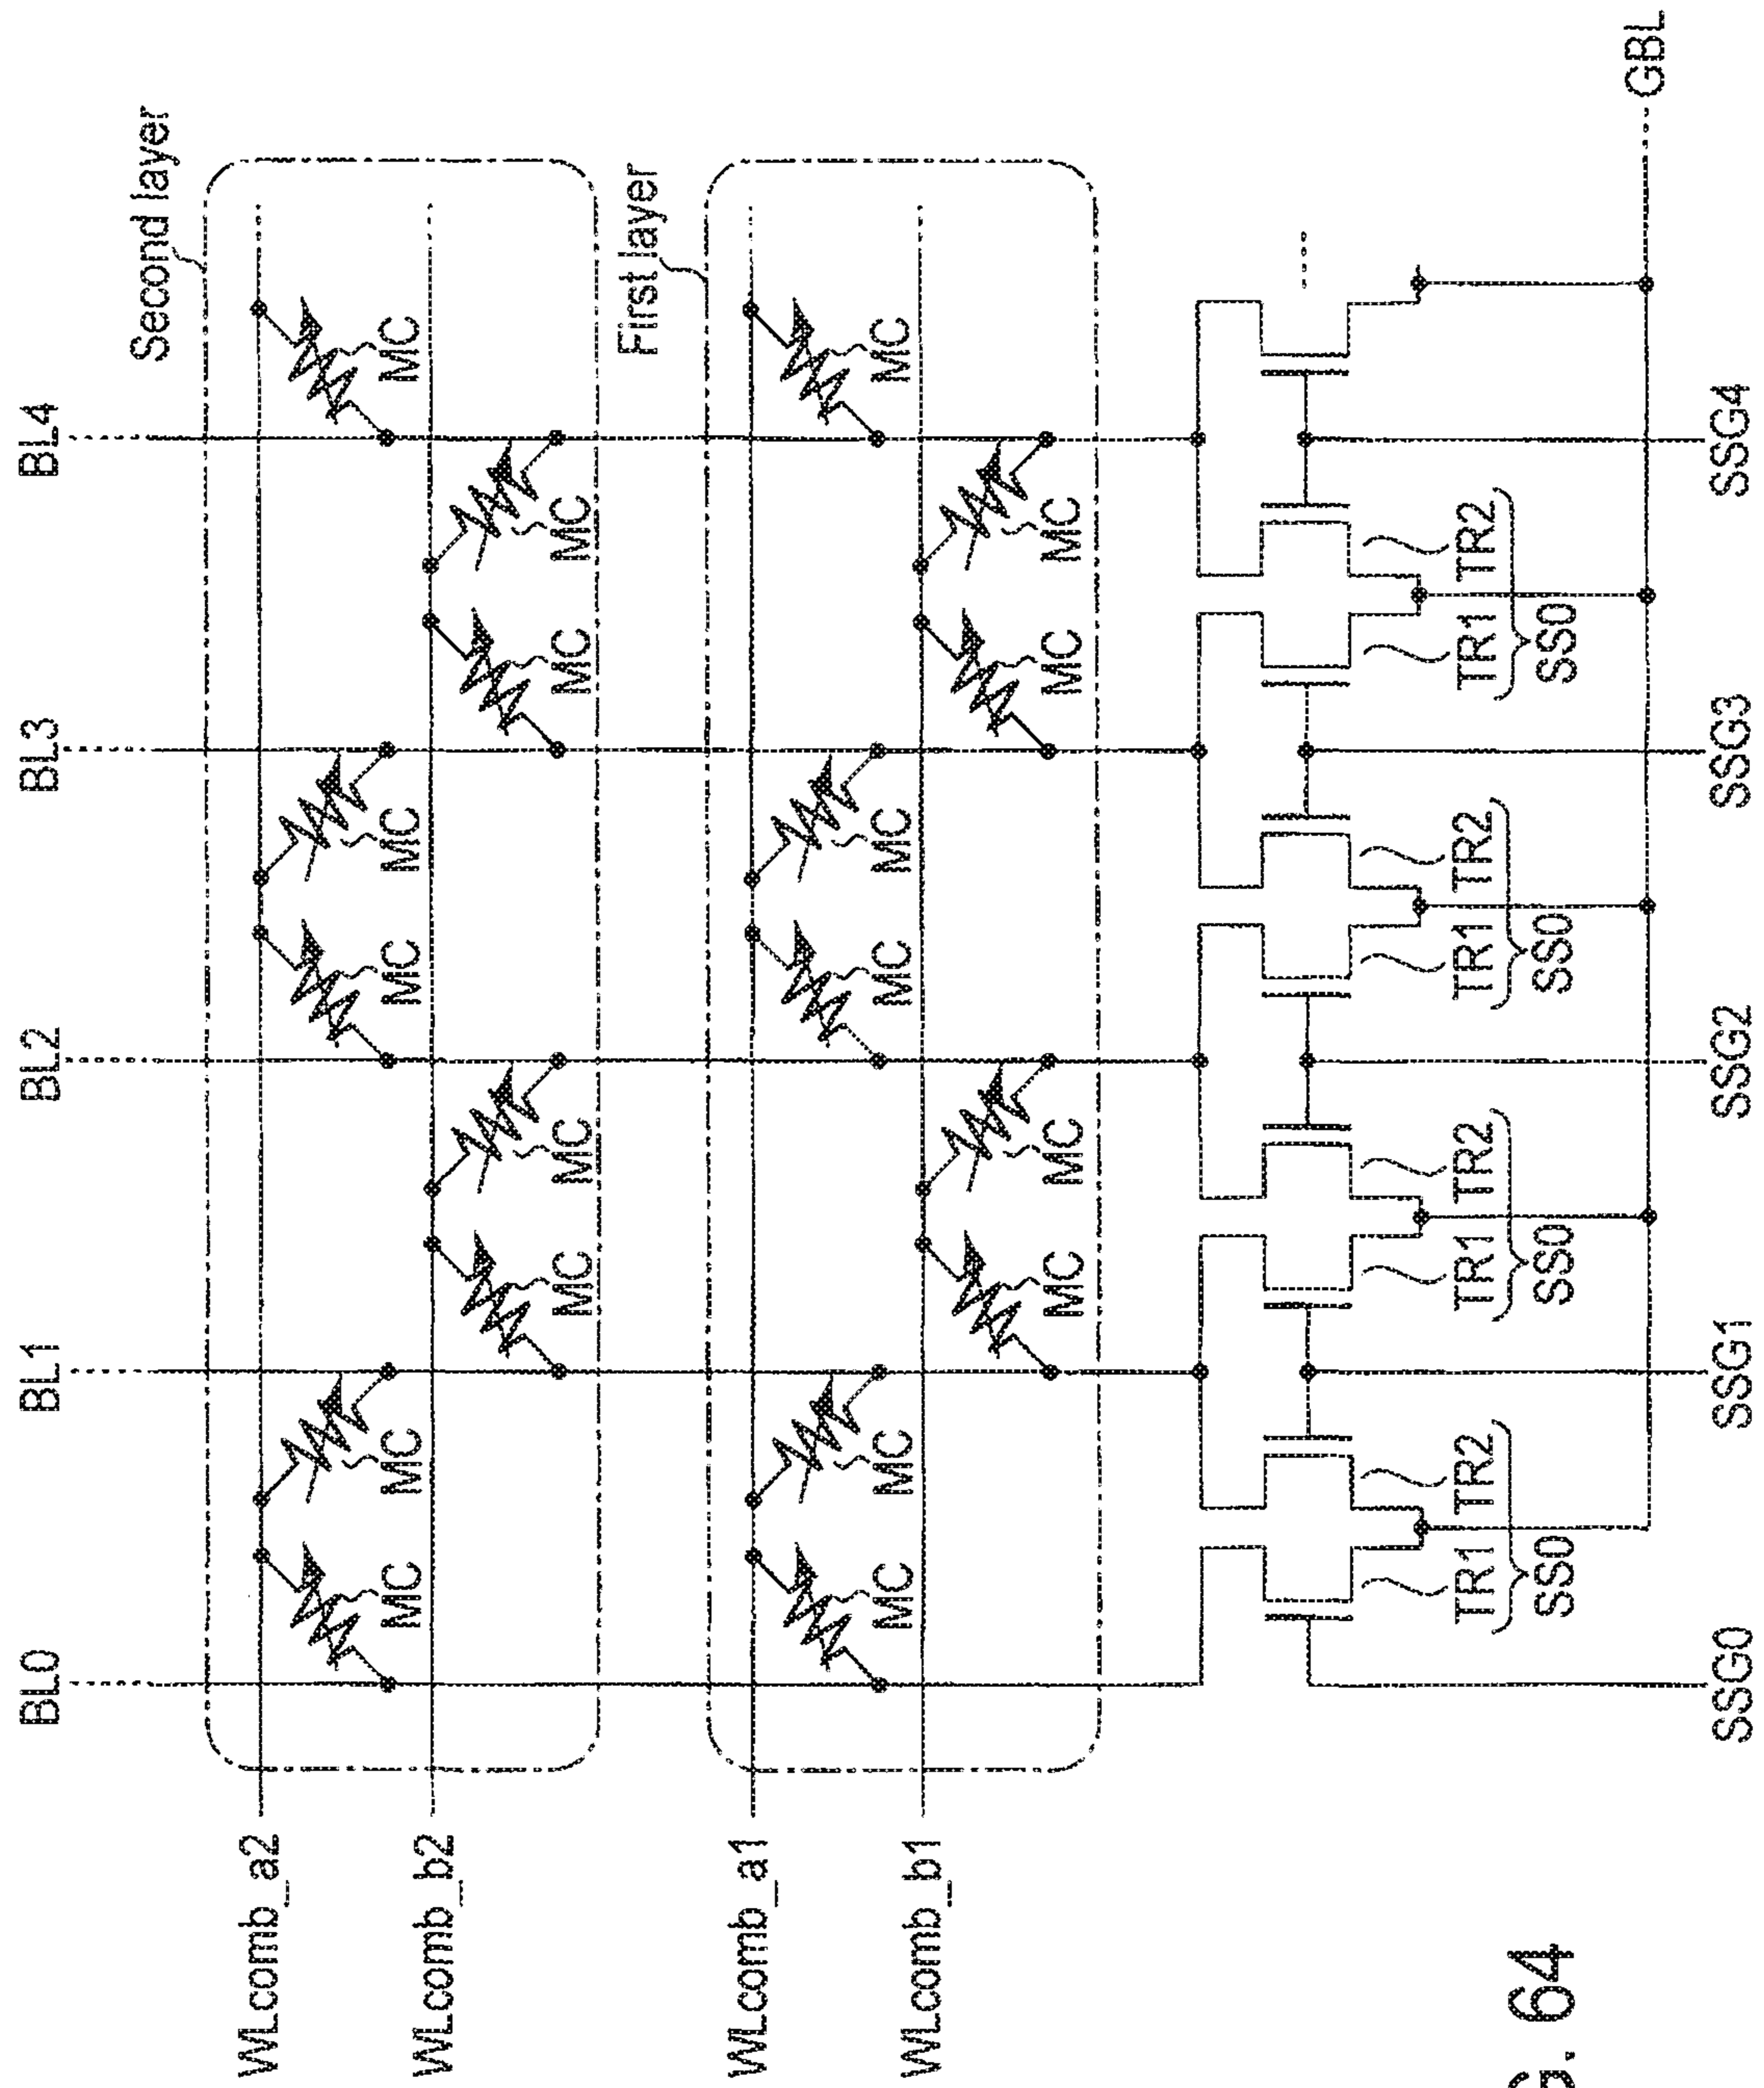 BL0 BL1 BL2 BL3 BL4
Second layer
WLcomb_a2
MC MC MC MC MC
WLcomb_b2
MC MC MC MC
First layer
WLcomb_a1
MC MC MC MC MC
WLcomb_b1
MC MC MC MC
TR1 TR2 TR1 TR2 TR1 TR2 TR1 TR2
SS0 SS0 SS0 SS0
GBL
SSG0 SSG1 SSG2 SSG3 SSG4
G. 64